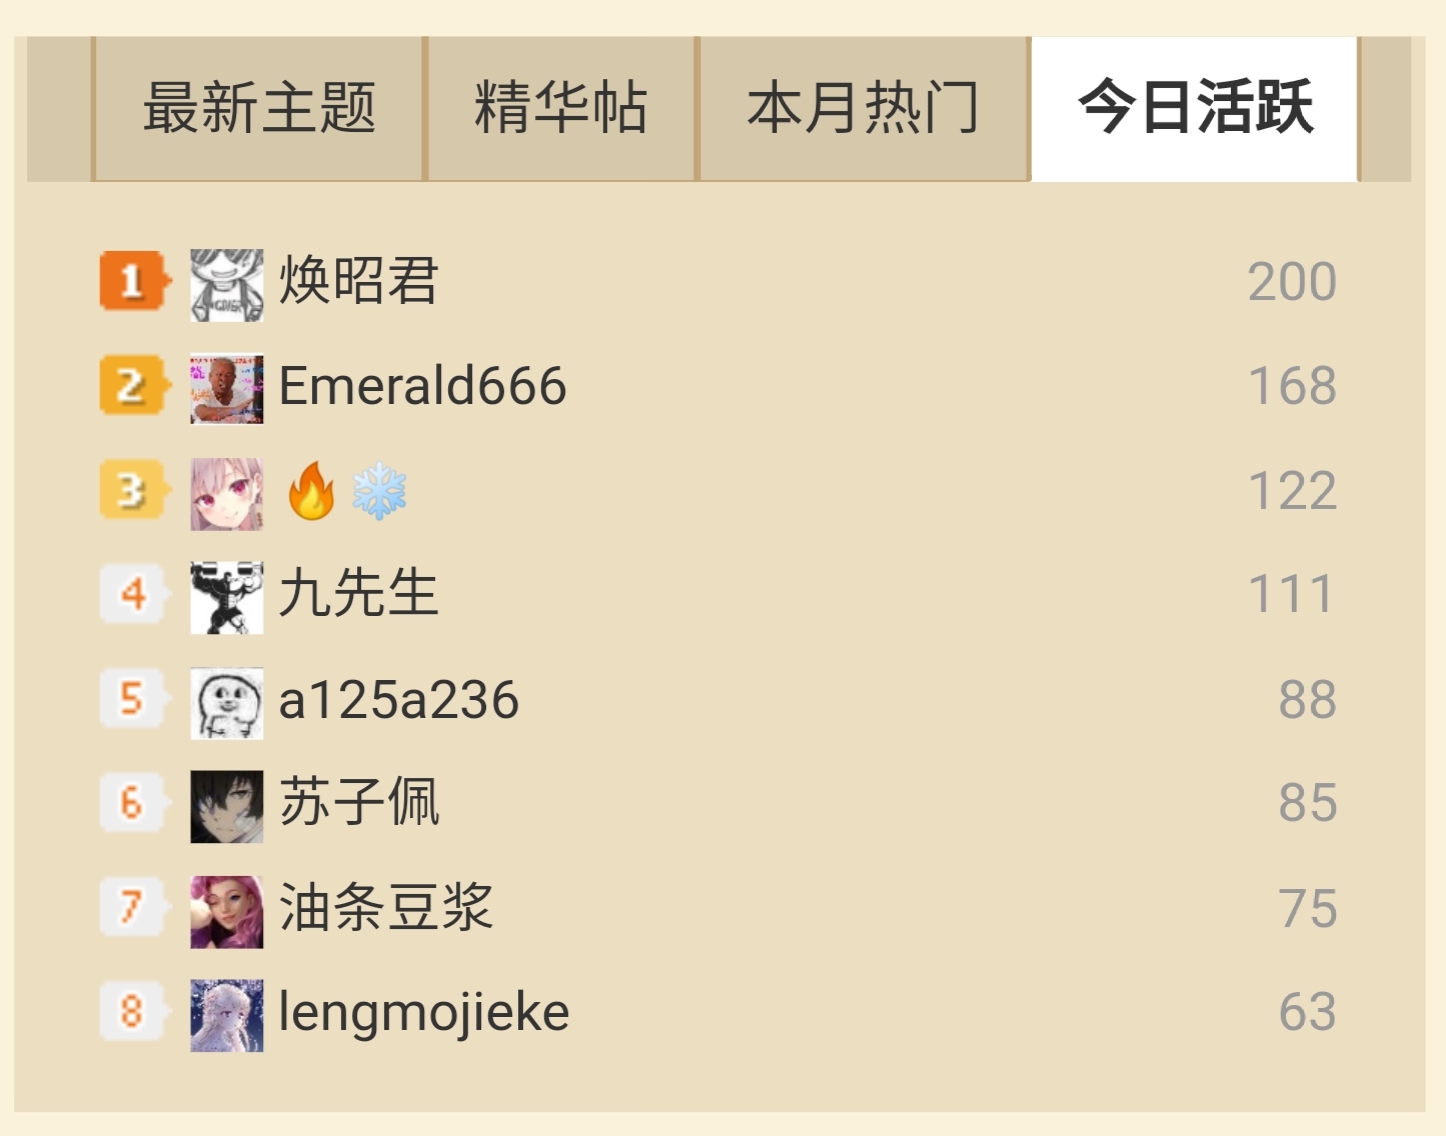 最新主题 精华帖 本月热门 今日活跃
1 焕昭君 200
2 Emerald666 168
3 🔥❄️ 122
4 九先生 111
5 a125a236 88
6 苏子佩 85
7 油条豆浆 75
8 lengmojieke 63